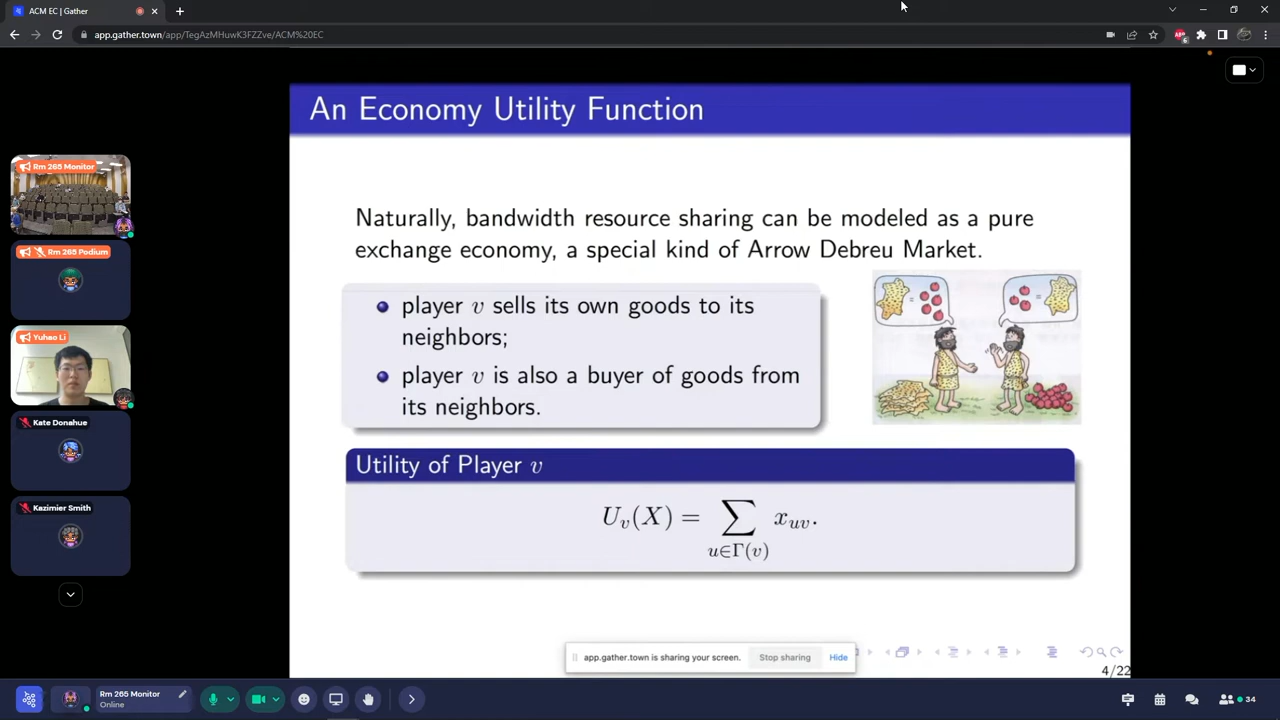 ACM EC | Gather
app.gather.town/app/TegAzMHuwK3FZZve/ACM%20EC
An Economy Utility Function
Rm 265 Monitor
Rm 265 Podium
Yuhao Li
Kate Donahue
Kazimier Smith
Naturally, bandwidth resource sharing can be modeled as a pure
exchange economy, a special kind of Arrow Debreu Market.
player v sells its own goods to its
neighbors;
player v is also a buyer of goods from
its neighbors.
Utility of Player v
U_v(X) = ∑_{u∈Γ(v)} x_{uv}.
app.gather.town is sharing your screen. Stop sharing Hide
4/22
Rm 265 Monitor
Online
34